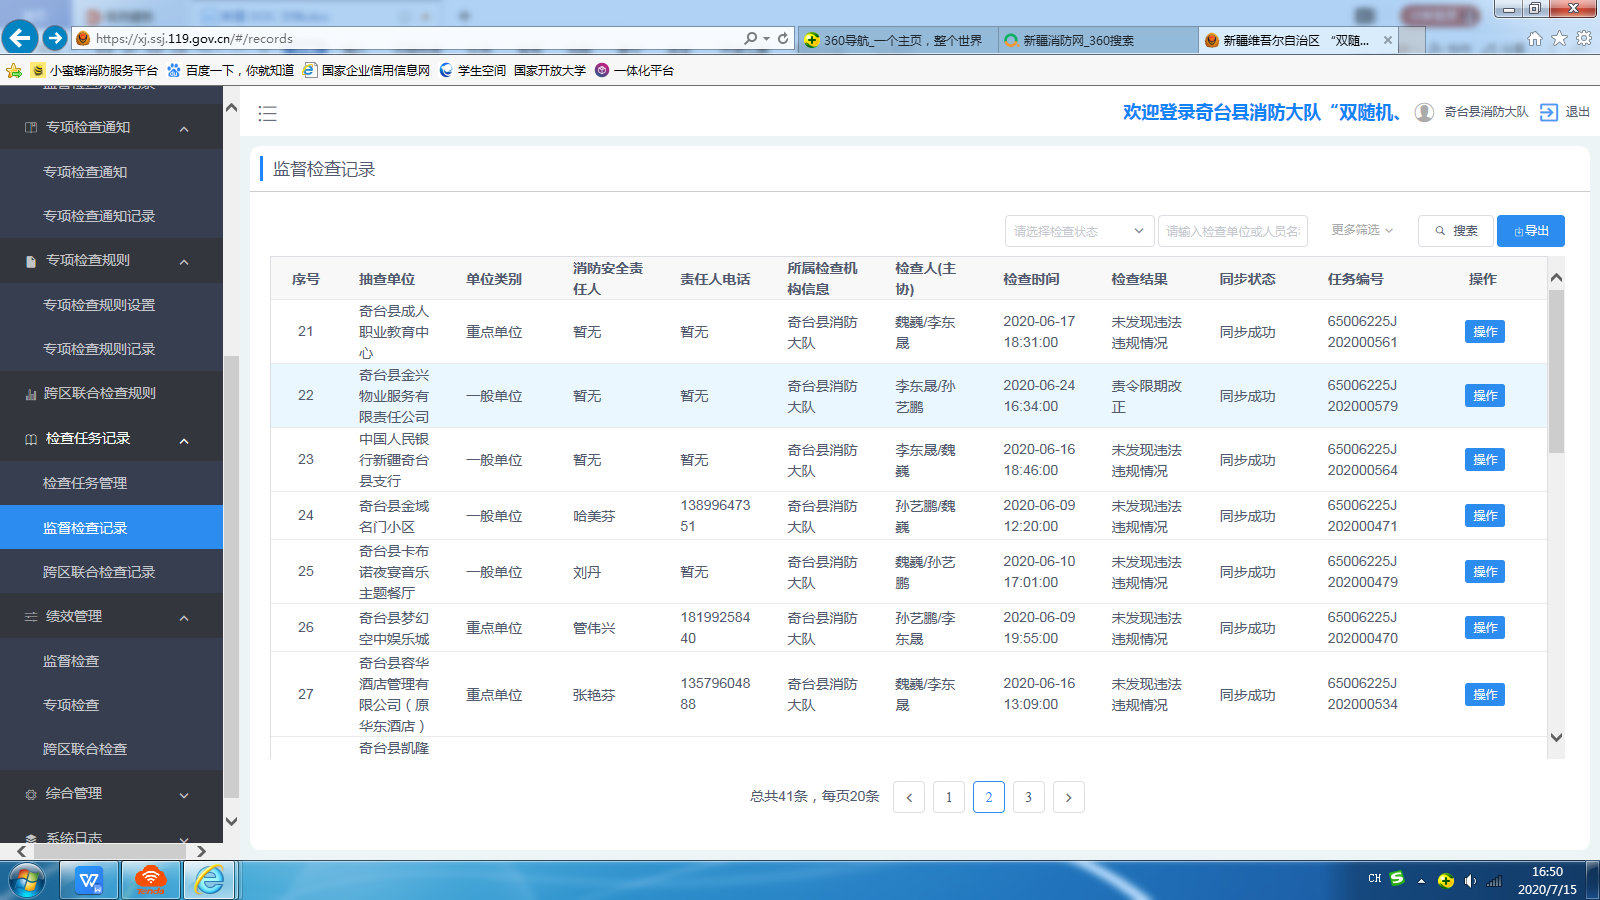 https://xj.ssj.119.gov.cn/#/records
360导航_一个主页，整个世界
新疆消防网_360搜索
新疆维吾尔自治区 “双随...
小蜜蜂消防服务平台 百度一下，你就知道 国家企业信用信息网 学生空间 国家开放大学 一体化平台
专项检查通知
专项检查通知
专项检查通知记录
专项检查规则
专项检查规则设置
专项检查规则记录
跨区联合检查规则
检查任务记录
检查任务管理
监督检查记录
跨区联合检查记录
绩效管理
监督检查
专项检查
跨区联合检查
综合管理
系统日志
欢迎登录奇台县消防大队“双随机、
奇台县消防大队 退出
监督检查记录
请选择检查状态 请输入检查单位或人员名 更多筛选 搜索 导出
序号 抽查单位 单位类别 消防安全责任人 责任人电话 所属检查机构信息 检查人(主协) 检查时间 检查结果 同步状态 任务编号 操作
21 奇台县成人职业教育中心 重点单位 暂无 暂无 奇台县消防大队 魏巍/李东晟 2020-06-17 18:31:00 未发现违法违规情况 同步成功 65006225J202000561 操作
22 奇台县金兴物业服务有限责任公司 一般单位 暂无 暂无 奇台县消防大队 李东晟/孙艺鹏 2020-06-24 16:34:00 责令限期改正 同步成功 65006225J202000579 操作
23 中国人民银行新疆奇台县支行 一般单位 暂无 暂无 奇台县消防大队 李东晟/魏巍 2020-06-16 18:46:00 未发现违法违规情况 同步成功 65006225J202000564 操作
24 奇台县金域名门小区 一般单位 哈美芬 13899647351 奇台县消防大队 孙艺鹏/魏巍 2020-06-09 12:20:00 未发现违法违规情况 同步成功 65006225J202000471 操作
25 奇台县卡布诺夜宴音乐主题餐厅 一般单位 刘丹 暂无 奇台县消防大队 魏巍/孙艺鹏 2020-06-10 17:01:00 未发现违法违规情况 同步成功 65006225J202000479 操作
26 奇台县梦幻空中娱乐城 重点单位 管伟兴 18199258440 奇台县消防大队 孙艺鹏/李东晟 2020-06-09 19:55:00 未发现违法违规情况 同步成功 65006225J202000470 操作
27 奇台县容华酒店管理有限公司（原华东酒店） 重点单位 张艳芬 13579604888 奇台县消防大队 魏巍/李东晟 2020-06-16 13:09:00 未发现违法违规情况 同步成功 65006225J202000534 操作
奇台县凯隆
总共41条，每页20条 1 2 3
CH
16:50
2020/7/15